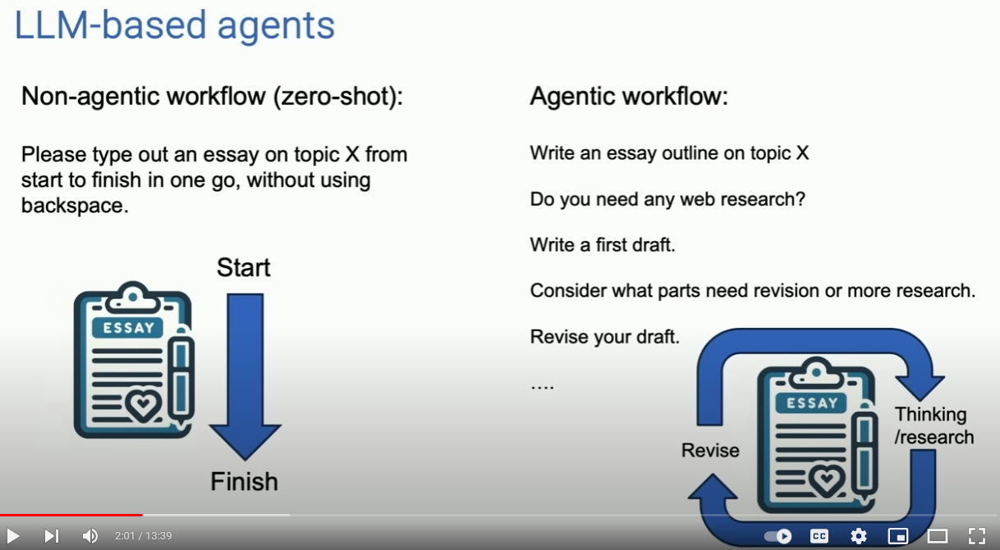 LLM-based agents
Non-agentic workflow (zero-shot):
Please type out an essay on topic X from
start to finish in one go, without using
backspace.
Start
ESSAY
Finish
Agentic workflow:
Write an essay outline on topic X
Do you need any web research?
Write a first draft.
Consider what parts need revision or more research.
Revise your draft.
....
ESSAY
Thinking
/research
Revise
2:01 / 13:39
CC